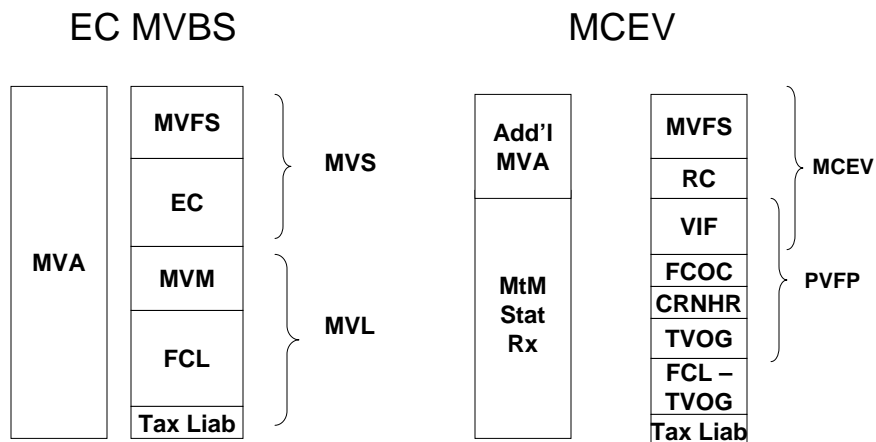 EC MVBS
MVA
MVFS
EC
MVM
FCL
Tax Liab
MVS
MVL
MCEV
Add'l
MVA
MtM
Stat
Rx
MVFS
RC
VIF
FCOC
CRNHR
TVOG
FCL –
TVOG
Tax Liab
MCEV
PVFP